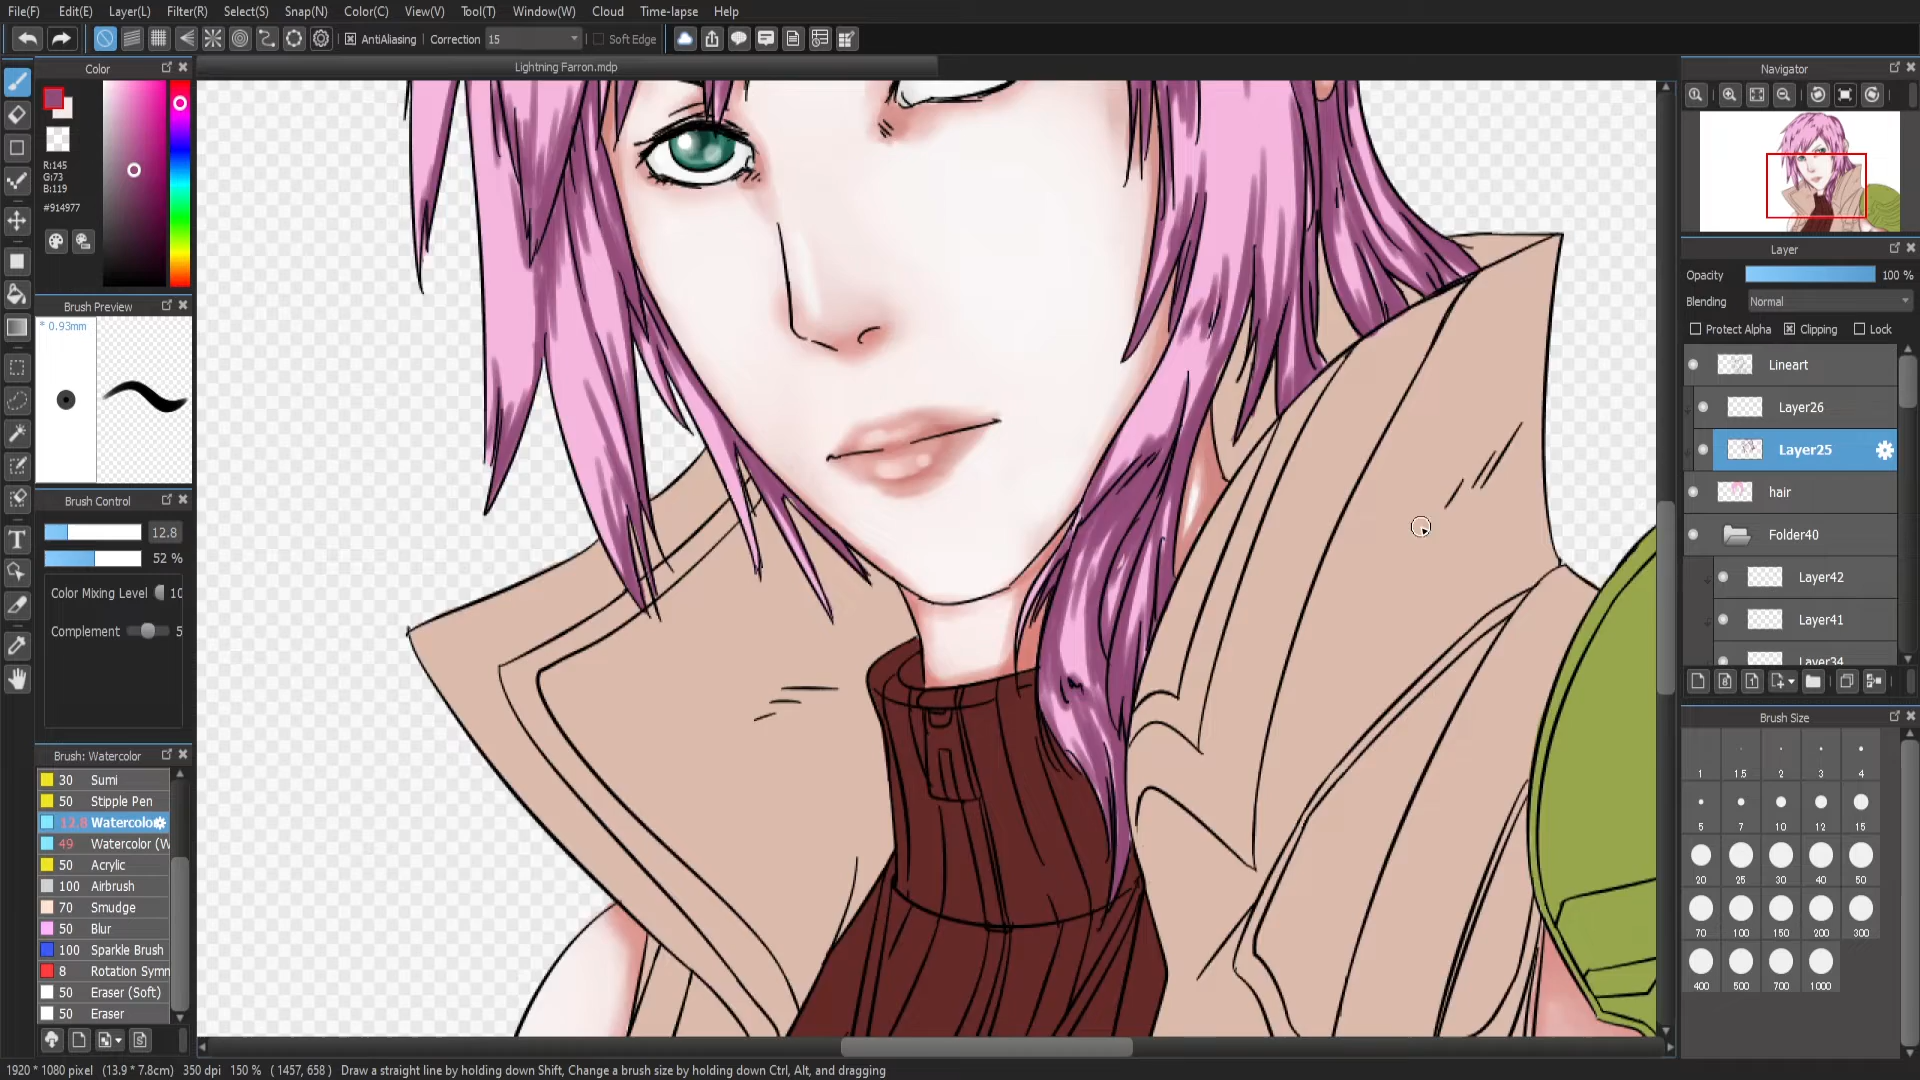 File(F) Edit(E) Layer(L) Filter(R) Select(S) Snap(N) Color(C) View(V) Tool(T) Window(W) Cloud Time-lapse Help
AntiAliasing Correction 15 Soft Edge
Lightning Farron.mdp
Color
R:145
G:73
B:119
#914977
Brush Preview
* 0.93mm
Brush Control
12.8
52 %
Color Mixing Level 10
Complement 5
Brush: Watercolor
30 Sumi
50 Stipple Pen
12.8 Watercolo
49 Watercolor (W
50 Acrylic
100 Airbrush
70 Smudge
50 Blur
100 Sparkle Brush
8 Rotation Symn
50 Eraser (Soft)
50 Eraser
Navigator
Layer
Opacity 100 %
Blending Normal
Protect Alpha Clipping Lock
Lineart
Layer26
Layer25
hair
Folder40
Layer42
Layer41
Layer34
Brush Size
1 1.5 2 3 4
5 7 10 12 15
20 25 30 40 50
70 100 150 200 300
400 500 700 1000
1920 * 1080 pixel (13.9 * 7.8cm) 350 dpi 150 % ( 1457, 658 ) Draw a straight line by holding down Shift, Change a brush size by holding down Ctrl, Alt, and dragging